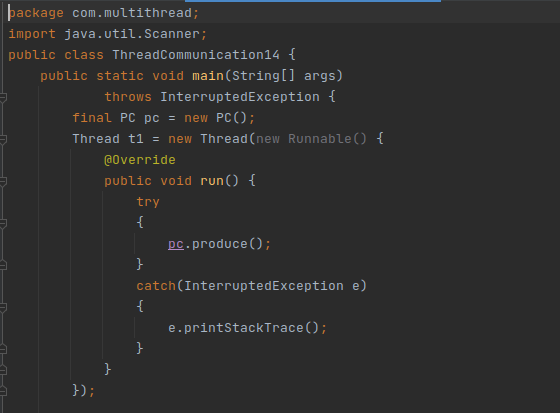 package com.multithread;
import java.util.Scanner;
public class ThreadCommunication14 {
    public static void main(String[] args)
            throws InterruptedException {
        final PC pc = new PC();
        Thread t1 = new Thread(new Runnable() {
            @Override
            public void run() {
                try
                {
                    pc.produce();
                }
                catch(InterruptedException e)
                {
                    e.printStackTrace();
                }
            }
        });